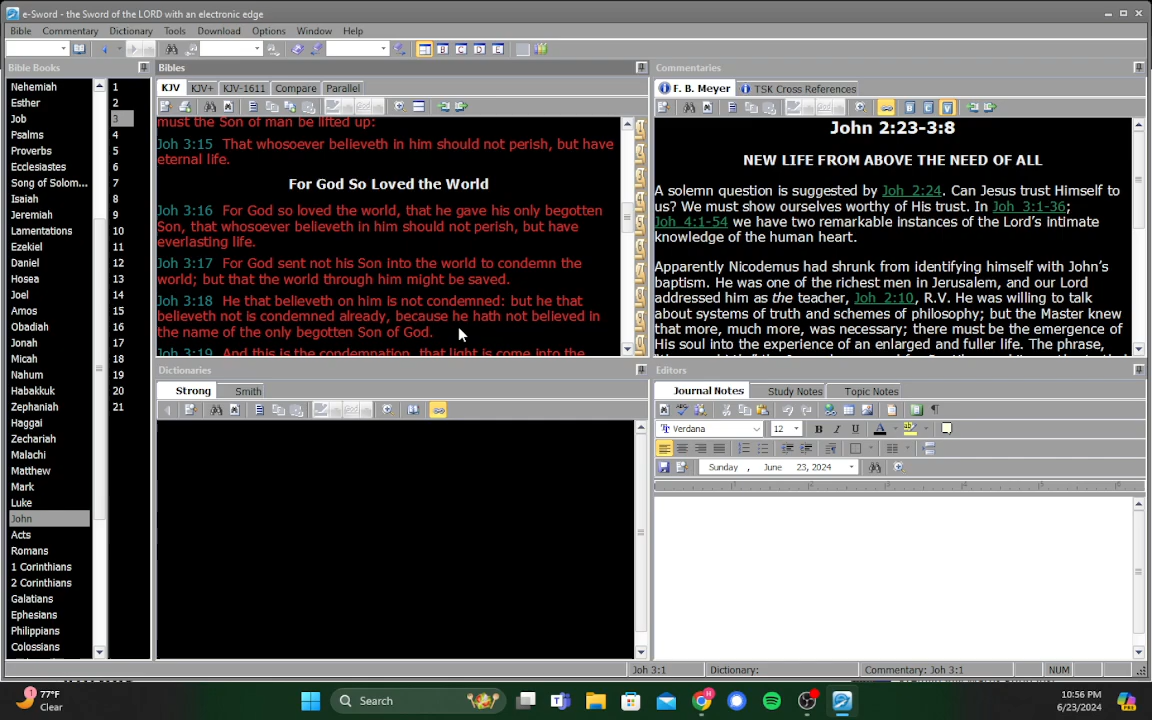 e-Sword - the Sword of the LORD with an electronic edge
Bible Commentary Dictionary Tools Download Options Window Help
Bible Books
Nehemiah
Esther
Job
Psalms
Proverbs
Ecclesiastes
Song of Solom...
Isaiah
Jeremiah
Lamentations
Ezekiel
Daniel
Hosea
Joel
Amos
Obadiah
Jonah
Micah
Nahum
Habakkuk
Zephaniah
Haggai
Zechariah
Malachi
Matthew
Mark
Luke
John
Acts
Romans
1 Corinthians
2 Corinthians
Galatians
Ephesians
Philippians
Colossians
1
2
3
4
5
6
7
8
9
10
11
12
13
14
15
16
17
18
19
20
21
Bibles
KJV KJV+ KJV-1611 Compare Parallel
must the Son of man be lifted up:
Joh 3:15 That whosoever believeth in him should not perish, but have
eternal life.
For God So Loved the World
Joh 3:16 For God so loved the world, that he gave his only begotten
Son, that whosoever believeth in him should not perish, but have
everlasting life.
Joh 3:17 For God sent not his Son into the world to condemn the
world; but that the world through him might be saved.
Joh 3:18 He that believeth on him is not condemned: but he that
believeth not is condemned already, because he hath not believed in
the name of the only begotten Son of God.
Joh 3:19 And this is the condemnation, that light is come into the
Commentaries
F. B. Meyer TSK Cross References
John 2:23-3:8
NEW LIFE FROM ABOVE THE NEED OF ALL
A solemn question is suggested by Joh_2:24. Can Jesus trust Himself to
us? We must show ourselves worthy of His trust. In Joh_3:1-36;
Joh_4:1-54 we have two remarkable instances of the Lord's intimate
knowledge of the human heart.
Apparently Nicodemus had shrunk from identifying himself with John's
baptism. He was one of the richest men in Jerusalem, and our Lord
addressed him as the teacher, Joh_2:10, R.V. He was willing to talk
about systems of truth and schemes of philosophy; but the Master knew
that more, much more, was necessary; there must be the emergence of
His soul into the experience of an enlarged and fuller life. The phrase,
Dictionaries
Strong Smith
Editors
Journal Notes Study Notes Topic Notes
Verdana 12 B I U A
Sunday , June 23, 2024
Joh 3:1 Dictionary: Commentary: Joh 3:1 NUM
77°F
Clear
Search
10:56 PM
6/23/2024